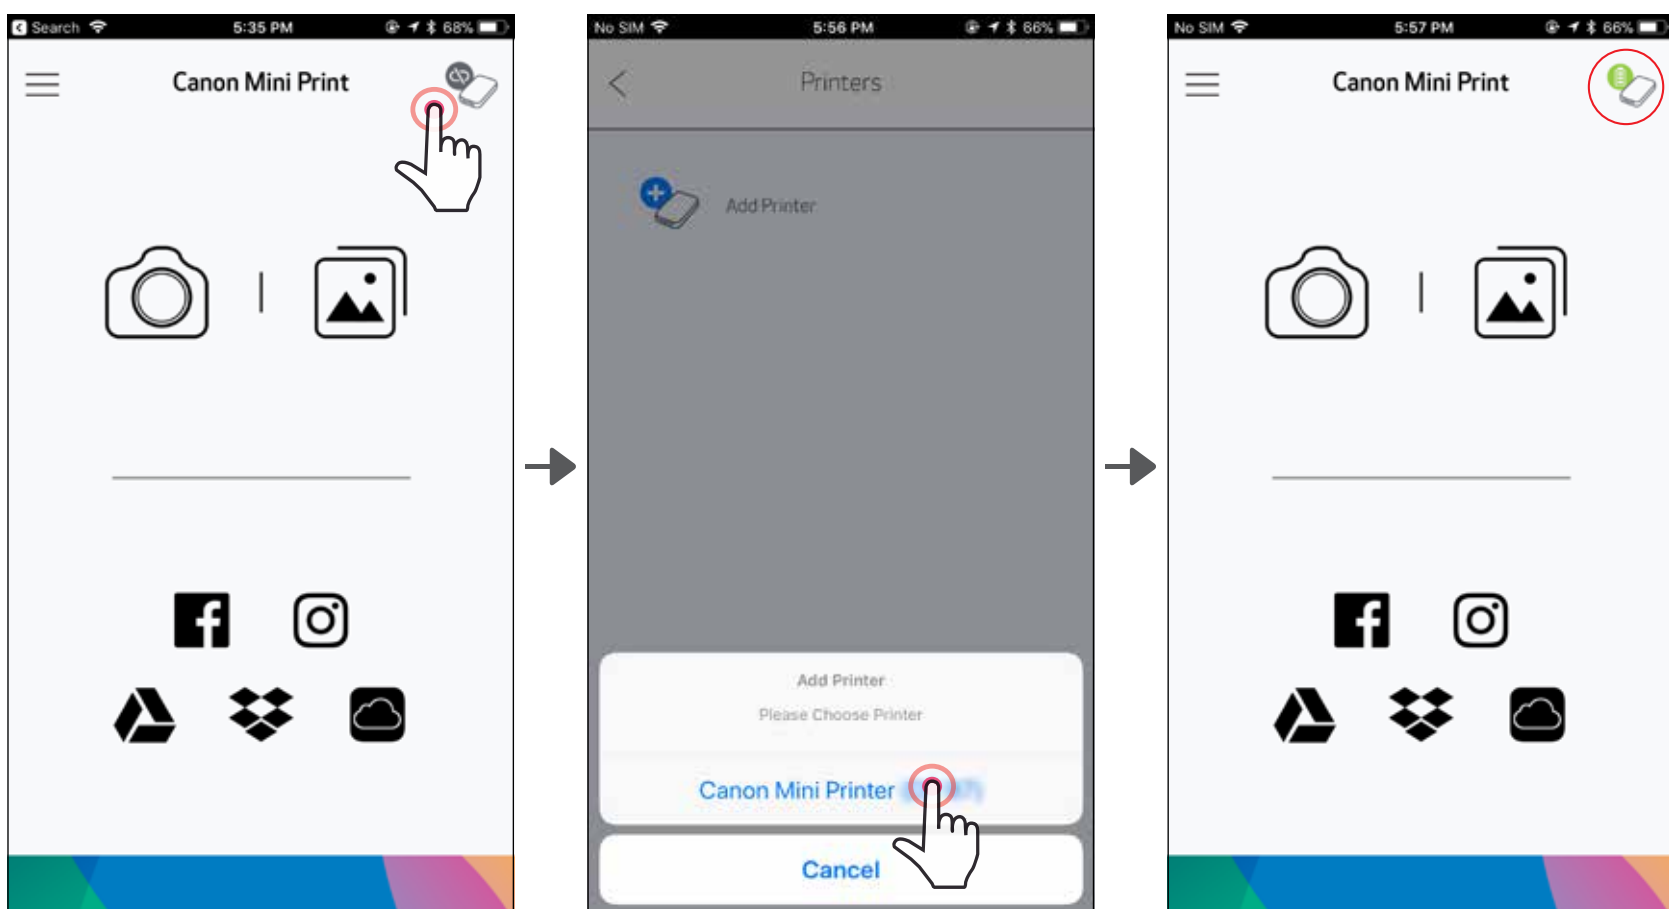 Search 5:35 PM 68%
Canon Mini Print
No SIM 5:56 PM 66%
Printers
Add Printer
Add Printer
Please Choose Printer
Canon Mini Printer
Cancel
No SIM 5:57 PM 66%
Canon Mini Print